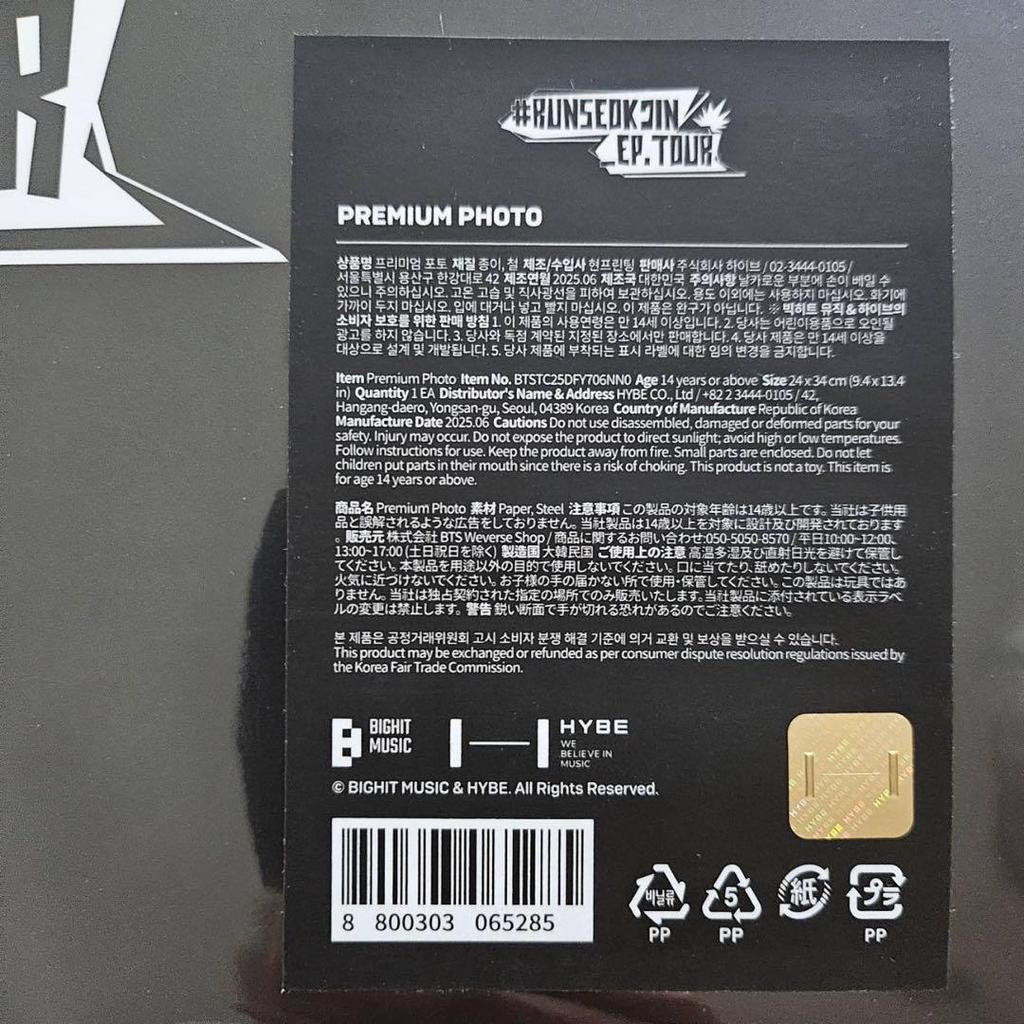 #RUNSEOKJIN
_EP.TOUR
PREMIUM PHOTO
상품명 프리미엄 포토 재질 종이, 철 제조/수입사 현프린팅 판매사 주식회사 하이브 / 02-3444-0105 /
서울특별시 용산구 한강대로 42 제조연월 2025.06 제조국 대한민국 주의사항 날카로운 부분에 손이 베일 수
있으니 주의하십시오. 고온 고습 및 직사광선을 피하여 보관하십시오. 용도 이외에는 사용하지 마십시오. 화기에
가까이 두지 마십시오. 입에 대거나 넣고 빨지 마십시오. 이 제품은 완구가 아닙니다. ※ 빅히트 뮤직 & 하이브의
소비자 보호를 위한 판매 방침 1. 이 제품의 사용연령은 만 14세 이상입니다. 2. 당사는 어린이용품으로 오인될
광고를 하지 않습니다. 3. 당사와 독점 계약된 지정된 장소에서만 판매합니다. 4. 당사 제품은 만 14세 이상을
대상으로 설계 및 개발됩니다. 5. 당사 제품에 부착되는 표시 라벨에 대한 임의 변경을 금지합니다.
Item Premium Photo Item No. BTSTC25DFY706NN0 Age 14 years or above Size 24 x 34 cm (9.4 x 13.4
in) Quantity 1 EA Distributor's Name & Address HYBE CO., Ltd / +82 2 3444-0105 / 42,
Hangang-daero, Yongsan-gu, Seoul, 04389 Korea Country of Manufacture Republic of Korea
Manufacture Date 2025.06 Cautions Do not use disassembled, damaged or deformed parts for your
safety. Injury may occur. Do not expose the product to direct sunlight; avoid high or low temperatures.
Follow instructions for use. Keep the product away from fire. Small parts are enclosed. Do not let
children put parts in their mouth since there is a risk of choking. This product is not a toy. This item is
for age 14 years or above.
商品名 Premium Photo 素材 Paper, Steel 注意事項 この製品の対象年齢は14歳以上です。当社は子供用
品と誤解されるような広告をしておりません。当社製品は14歳以上を対象に設計及び開発されております
。販売元 株式会社 BTS Weverse Shop / 商品に関するお問い合わせ:050-5050-8570 / 平日10:00~12:00、
13:00~17:00 (土日祝日を除く) 製造国 大韓民国 ご使用上の注意 高温多湿及び直射日光を避けて保管し
てください。本製品を用途以外の目的で使用しないでください。口に当てたり、舐めたりしないでください。
火気に近づけないでください。お子様の手の届かない所で使用・保管してください。この製品は玩具ではあ
りません。当社は独占契約された指定の場所でのみ販売いたします。当社製品に添付されている表示ラベ
ルの変更は禁止します。警告 鋭い断面で手が切れる恐れがあるのでご注意ください。
본 제품은 공정거래위원회 고시 소비자 분쟁 해결 기준에 의거 교환 및 보상을 받으실 수 있습니다.
This product may be exchanged or refunded as per consumer dispute resolution regulations issued by
the Korea Fair Trade Commission.
BIGHIT
MUSIC
HYBE
WE
BELIEVE IN
MUSIC
© BIGHIT MUSIC & HYBE. All Rights Reserved.
8 800303 065285
비닐류
PP
5
PP
紙
プラ
PP